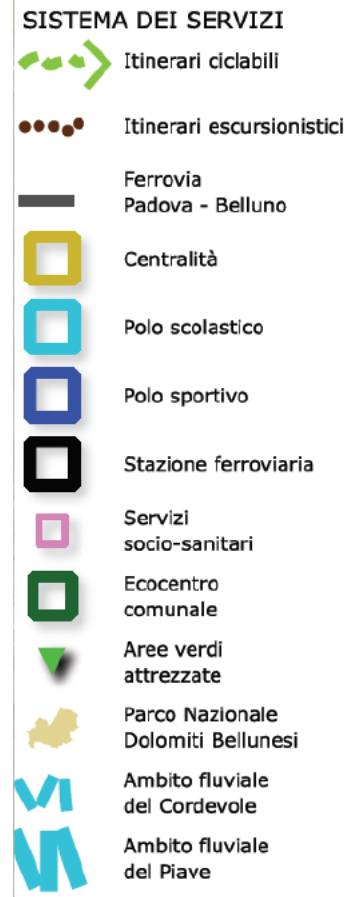 SISTEMA DEI SERVIZI
Itinerari ciclabili
Itinerari escursionistici
Ferrovia
Padova - Belluno
Centralità
Polo scolastico
Polo sportivo
Stazione ferroviaria
Servizi
socio-sanitari
Ecocentro
comunale
Aree verdi
attrezzate
Parco Nazionale
Dolomiti Bellunesi
Ambito fluviale
del Cordevole
Ambito fluviale
del Piave